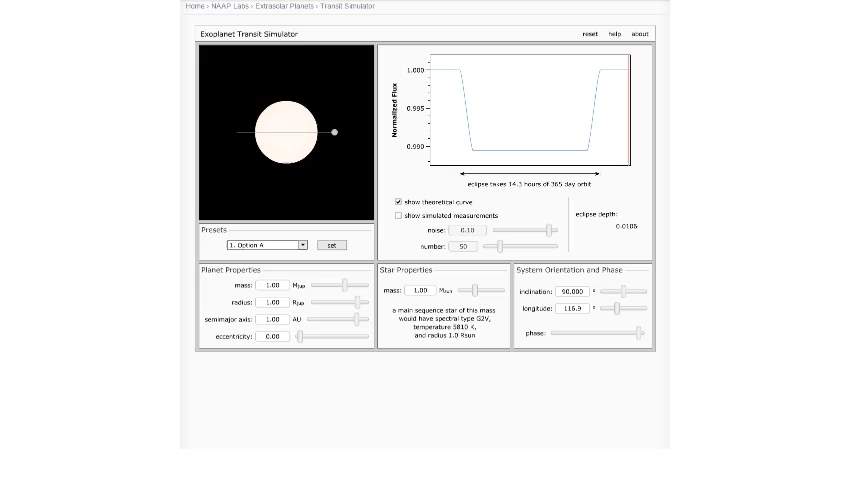 Home › NAAP Labs › Extrasolar Planets › Transit Simulator
Exoplanet Transit Simulator
reset help about
Normalized Flux
1.000
0.995
0.990
eclipse takes 14.3 hours of 365 day orbit
show theoretical curve
show simulated measurements
noise: 0.10
number: 50
eclipse depth:
0.0106
Presets
1. Option A
set
Planet Properties
mass: 1.00 Mjup
radius: 1.00 Rjup
semimajor axis: 1.00 AU
eccentricity: 0.00
Star Properties
mass: 1.00 Msun
a main sequence star of this mass
would have spectral type G2V,
temperature 5810 K,
and radius 1.0 Rsun
System Orientation and Phase
inclination: 90.000 °
longitude: 116.9 °
phase: